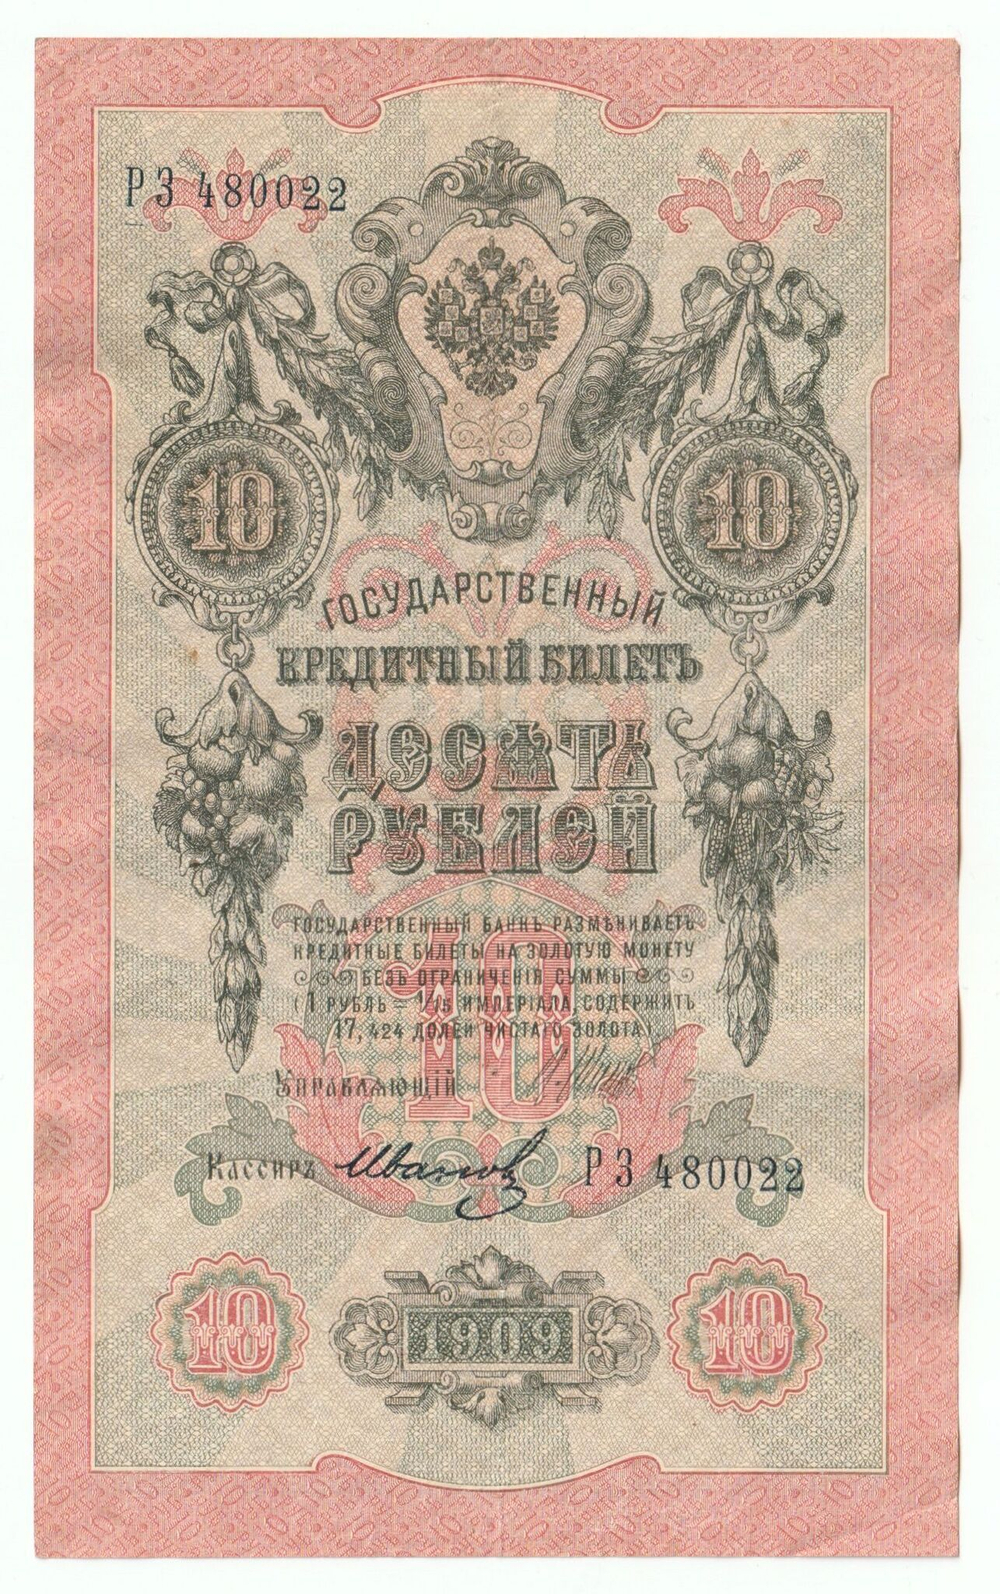 РЗ 480022
10 10
ГОСУДАРСТВЕННЫЙ
КРЕДИТНЫЙ БИЛЕТЪ
ДЕСЯТЬ
РУБЛЕЙ
ГОСУДАРСТВЕННЫЙ БАНКЪ РАЗМѢНИВАЕТЪ
КРЕДИТНЫЕ БИЛЕТЫ НА ЗОЛОТУЮ МОНЕТУ
БЕЗЪ ОГРАНИЧЕНІЯ СУММЫ
(1 РУБЛЬ = 1/15 ИМПЕРІАЛА, СОДЕРЖИТЪ
17,424 ДОЛЕЙ ЧИСТАГО ЗОЛОТА)
10
Управляющій
Кассиръ Иванов РЗ 480022
10 1909 10